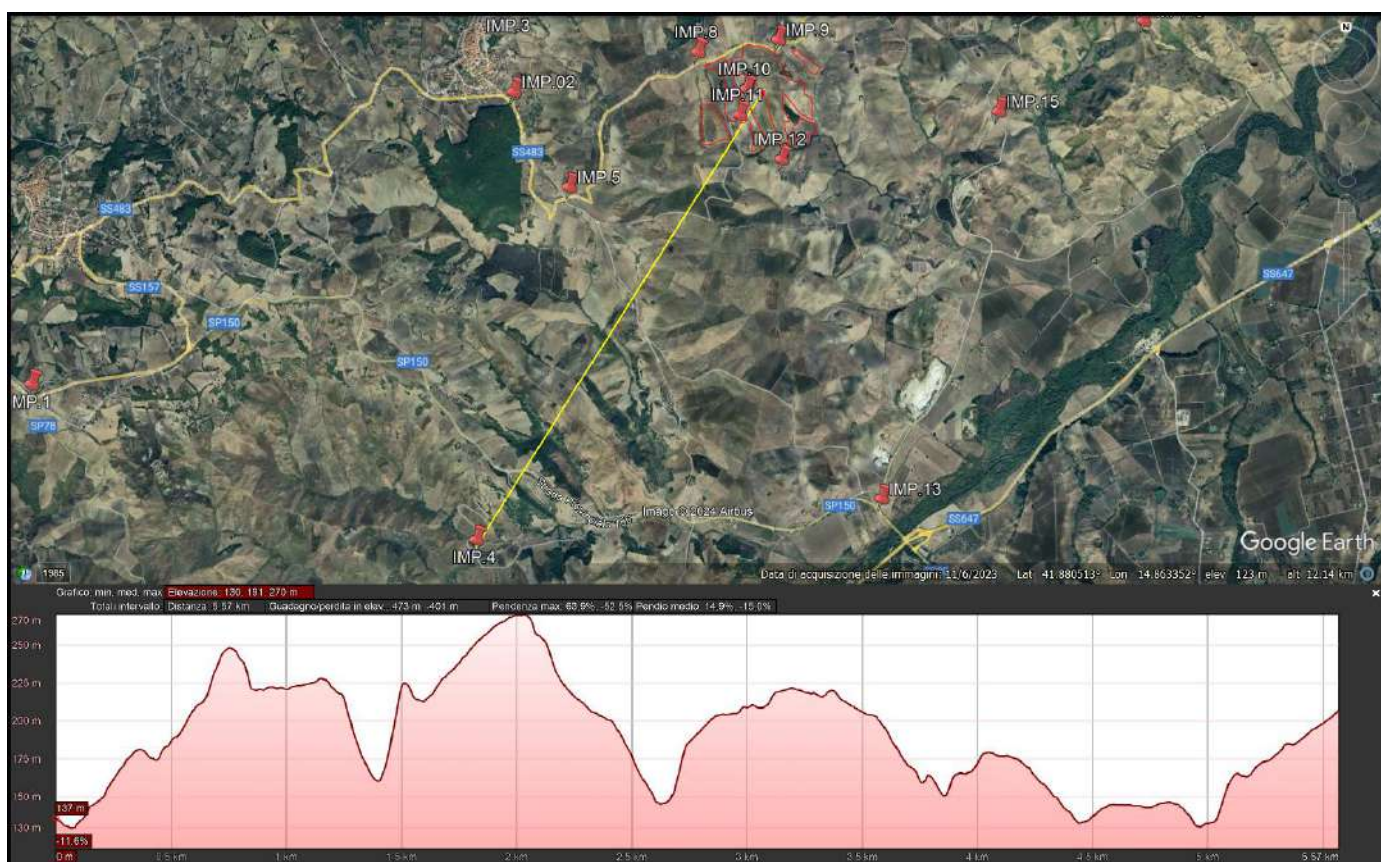 IMP.3
IMP.8
IMP.9
IMP.02
IMP.10
IMP.11
IMP.15
IMP.12
SS483
IMP.5
SS483
SS647
SS157
SP150
SP150
MP.1
SP78
IMP.13
SP150
Image © 2024 Airbus
SS647
IMP.4
Google Earth
1985
Data di acquisizione delle immagini: 11/6/2023 Lat 41.880513° Lon 14.863352° elev 123 m alt 12.14 km
Grafico: min, med, max Elevazione: 130, 191, 270 m
Totali intervallo: Distanza: 5.57 km Guadagno/perdita in elev.: 473 m, -401 m Pendenza max: 63.9%, -52.5% Pendio medio: 14.9%, -15.0%
270 m
250 m
225 m
200 m
175 m
150 m
137 m
130 m
-11.6%
0 m 0.5 km 1 km 1.5 km 2 km 2.5 km 3 km 3.5 km 4 km 4.5 km 5 km 5.57 km